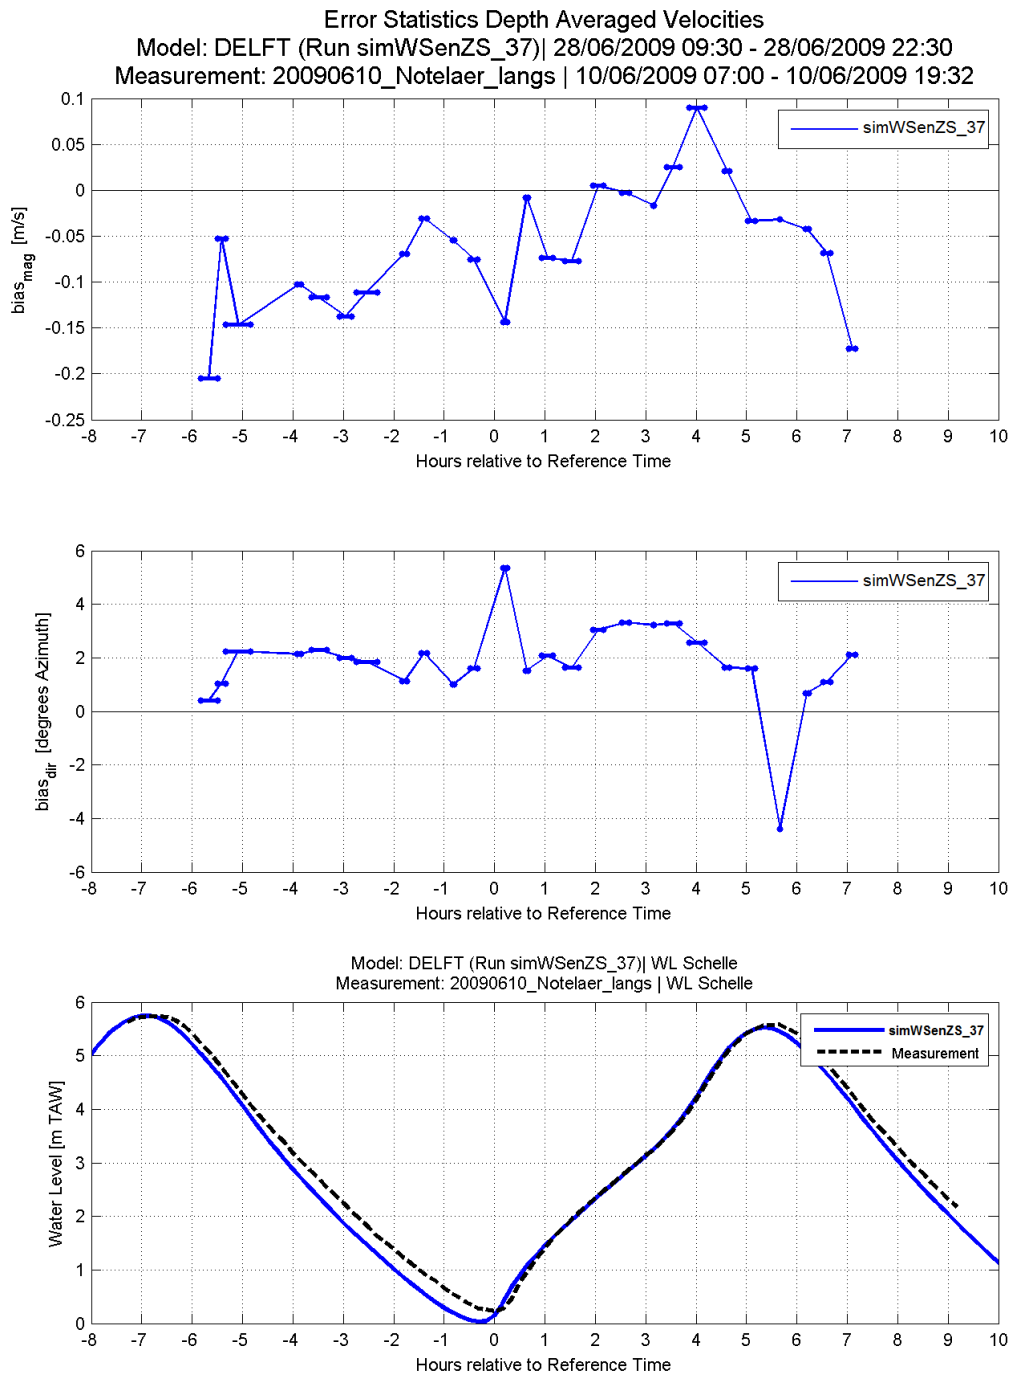 Error Statistics Depth Averaged Velocities
Model: DELFT (Run simWSenZS_37)| 28/06/2009 09:30 - 28/06/2009 22:30
Measurement: 20090610_Notelaer_langs | 10/06/2009 07:00 - 10/06/2009 19:32
0.1
0.05
0
-0.05
-0.1
-0.15
-0.2
-0.25
bias_mag [m/s]
simWSenZS_37
-8 -7 -6 -5 -4 -3 -2 -1 0 1 2 3 4 5 6 7 8 9 10
Hours relative to Reference Time
6
4
2
0
-2
-4
-6
bias_dir [degrees Azimuth]
simWSenZS_37
-8 -7 -6 -5 -4 -3 -2 -1 0 1 2 3 4 5 6 7 8 9 10
Hours relative to Reference Time
Model: DELFT (Run simWSenZS_37)| WL Schelle
Measurement: 20090610_Notelaer_langs | WL Schelle
6
5
4
3
2
1
0
Water Level [m TAW]
simWSenZS_37
Measurement
-8 -7 -6 -5 -4 -3 -2 -1 0 1 2 3 4 5 6 7 8 9 10
Hours relative to Reference Time